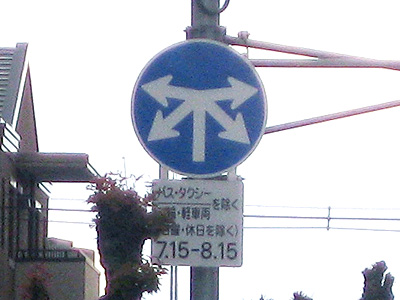 バス・タクシー
を除く
・軽車両
・休日を除く)
7.15-8.15